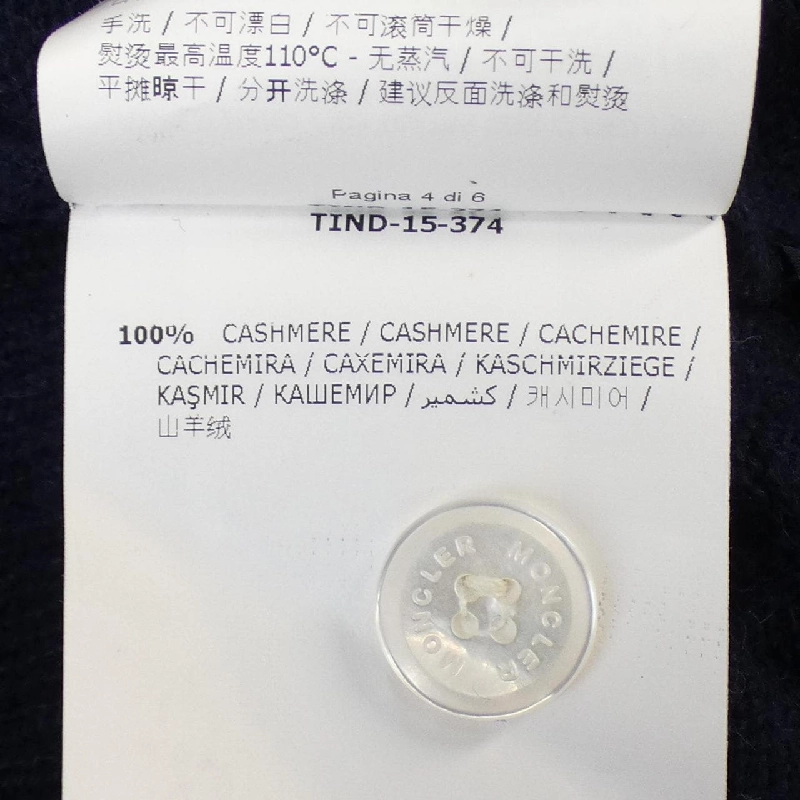 手洗 / 不可漂白 / 不可滚筒干燥 /
熨烫最高温度110°C - 无蒸汽 / 不可干洗 /
平摊晾干 / 分开洗涤 / 建议反面洗涤和熨烫
Pagina 4 di 6
TIND-15-374
100% CASHMERE / CASHMERE / CACHEMIRE /
CACHEMIRA / CAXEMIRA / KASCHMIRZIEGE /
KAŞMIR / КАШЕМИР / كشمير / 캐시미어 /
山羊绒
MONCLER MONCLER